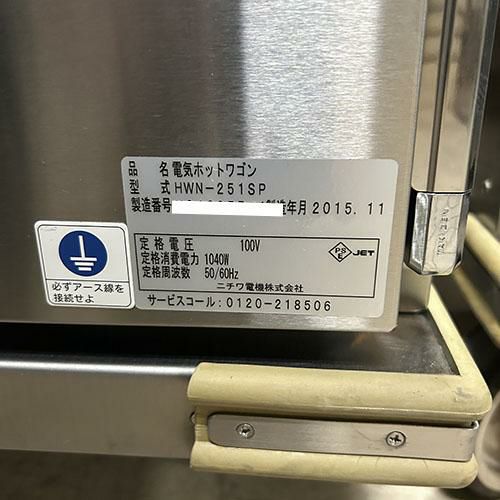 品名 電気ホットワゴン
型式 HWN-251SP
製造番号 製造年月 2015.11
定格電圧 100V
定格消費電力 1040W
定格周波数 50/60Hz
PS
E
JET
ニチワ電機株式会社
サービスコール:0120-218506
必ずアース線を
接続せよ